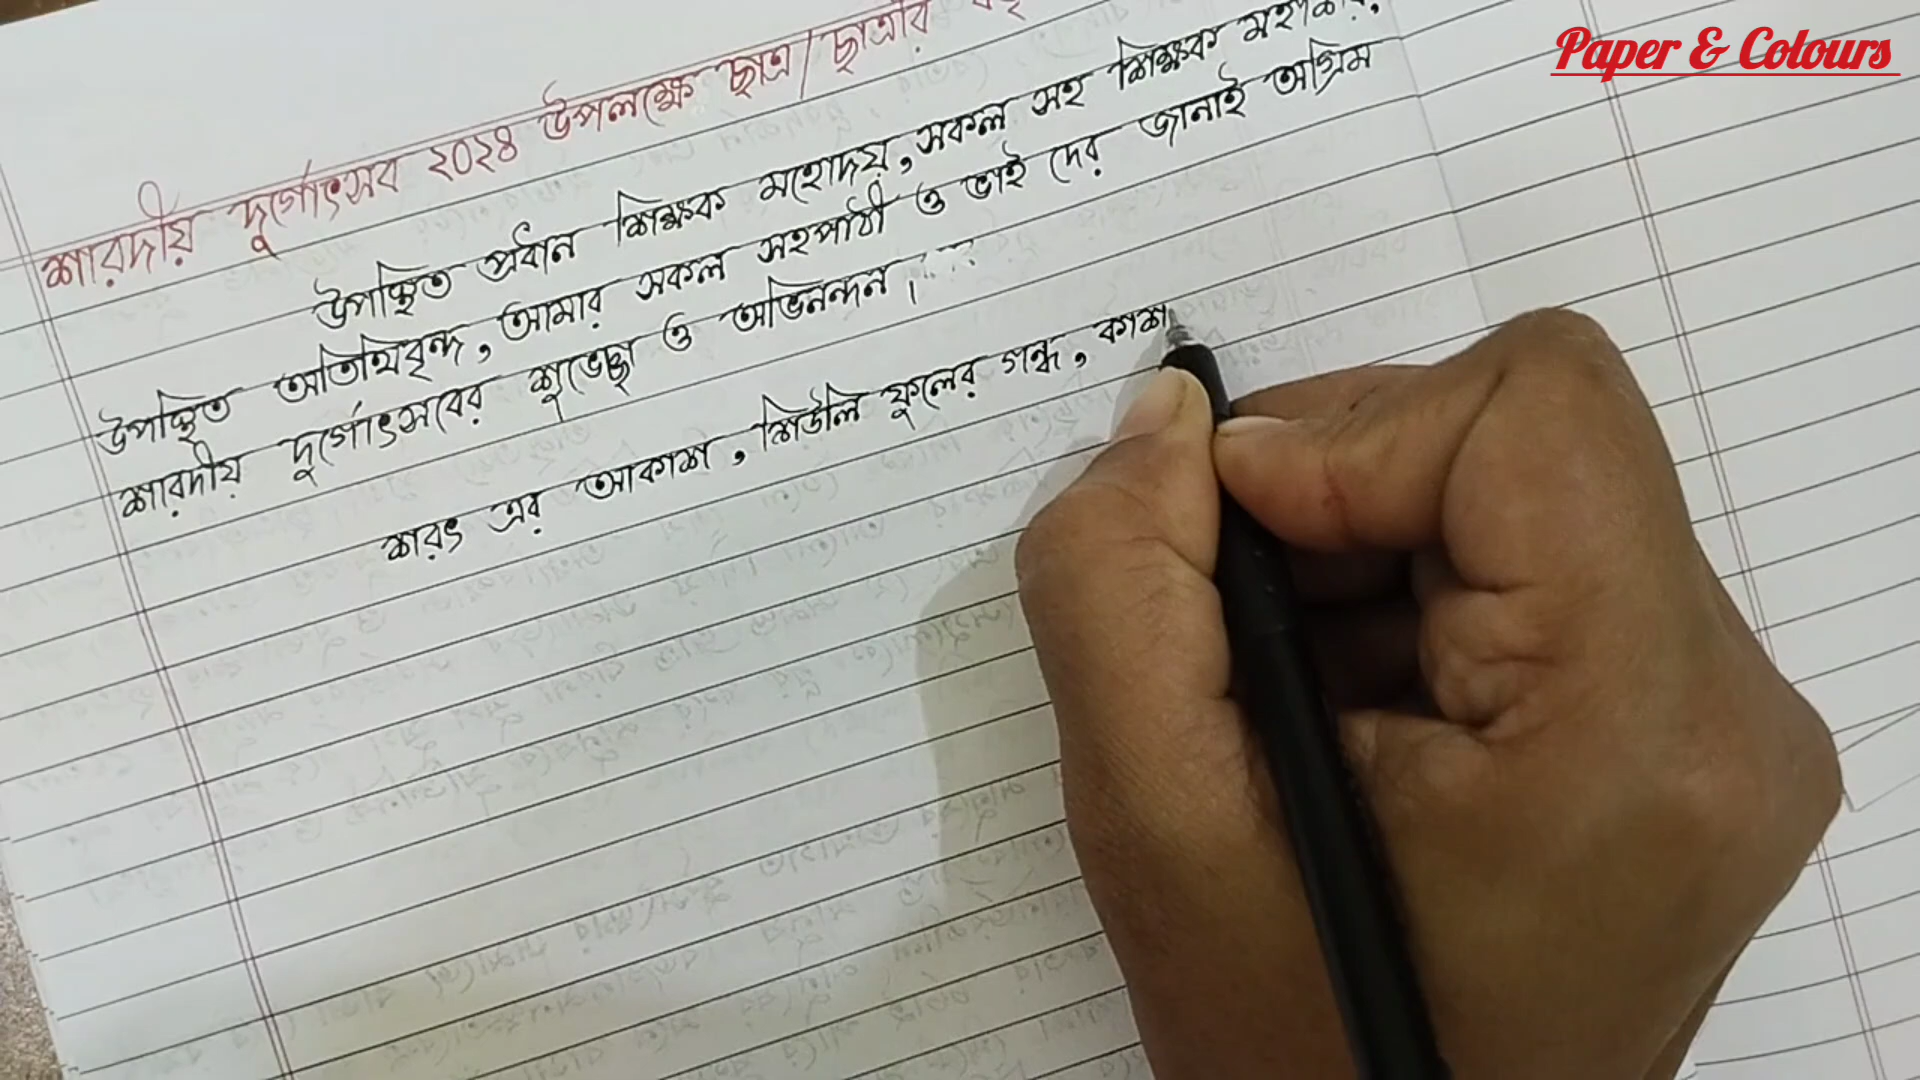 Paper & Colours
শারদীয় দুর্গোৎসব ২০২৪ উপলক্ষে ছাত্র/ছাত্রীর
উপস্থিত প্রধান শিক্ষক মহোদয়, সকল সহ শিক্ষক মহাশয়,
উপস্থিত অতিথিবৃন্দ, আমার সকল সহপাঠী ও ভাই দের জানাই অগ্রিম
শারদীয় দুর্গোৎসবের শুভেচ্ছা ও অভিনন্দন।
শরৎ এর আকাশ, শিউলি ফুলের গন্ধ, কাশ